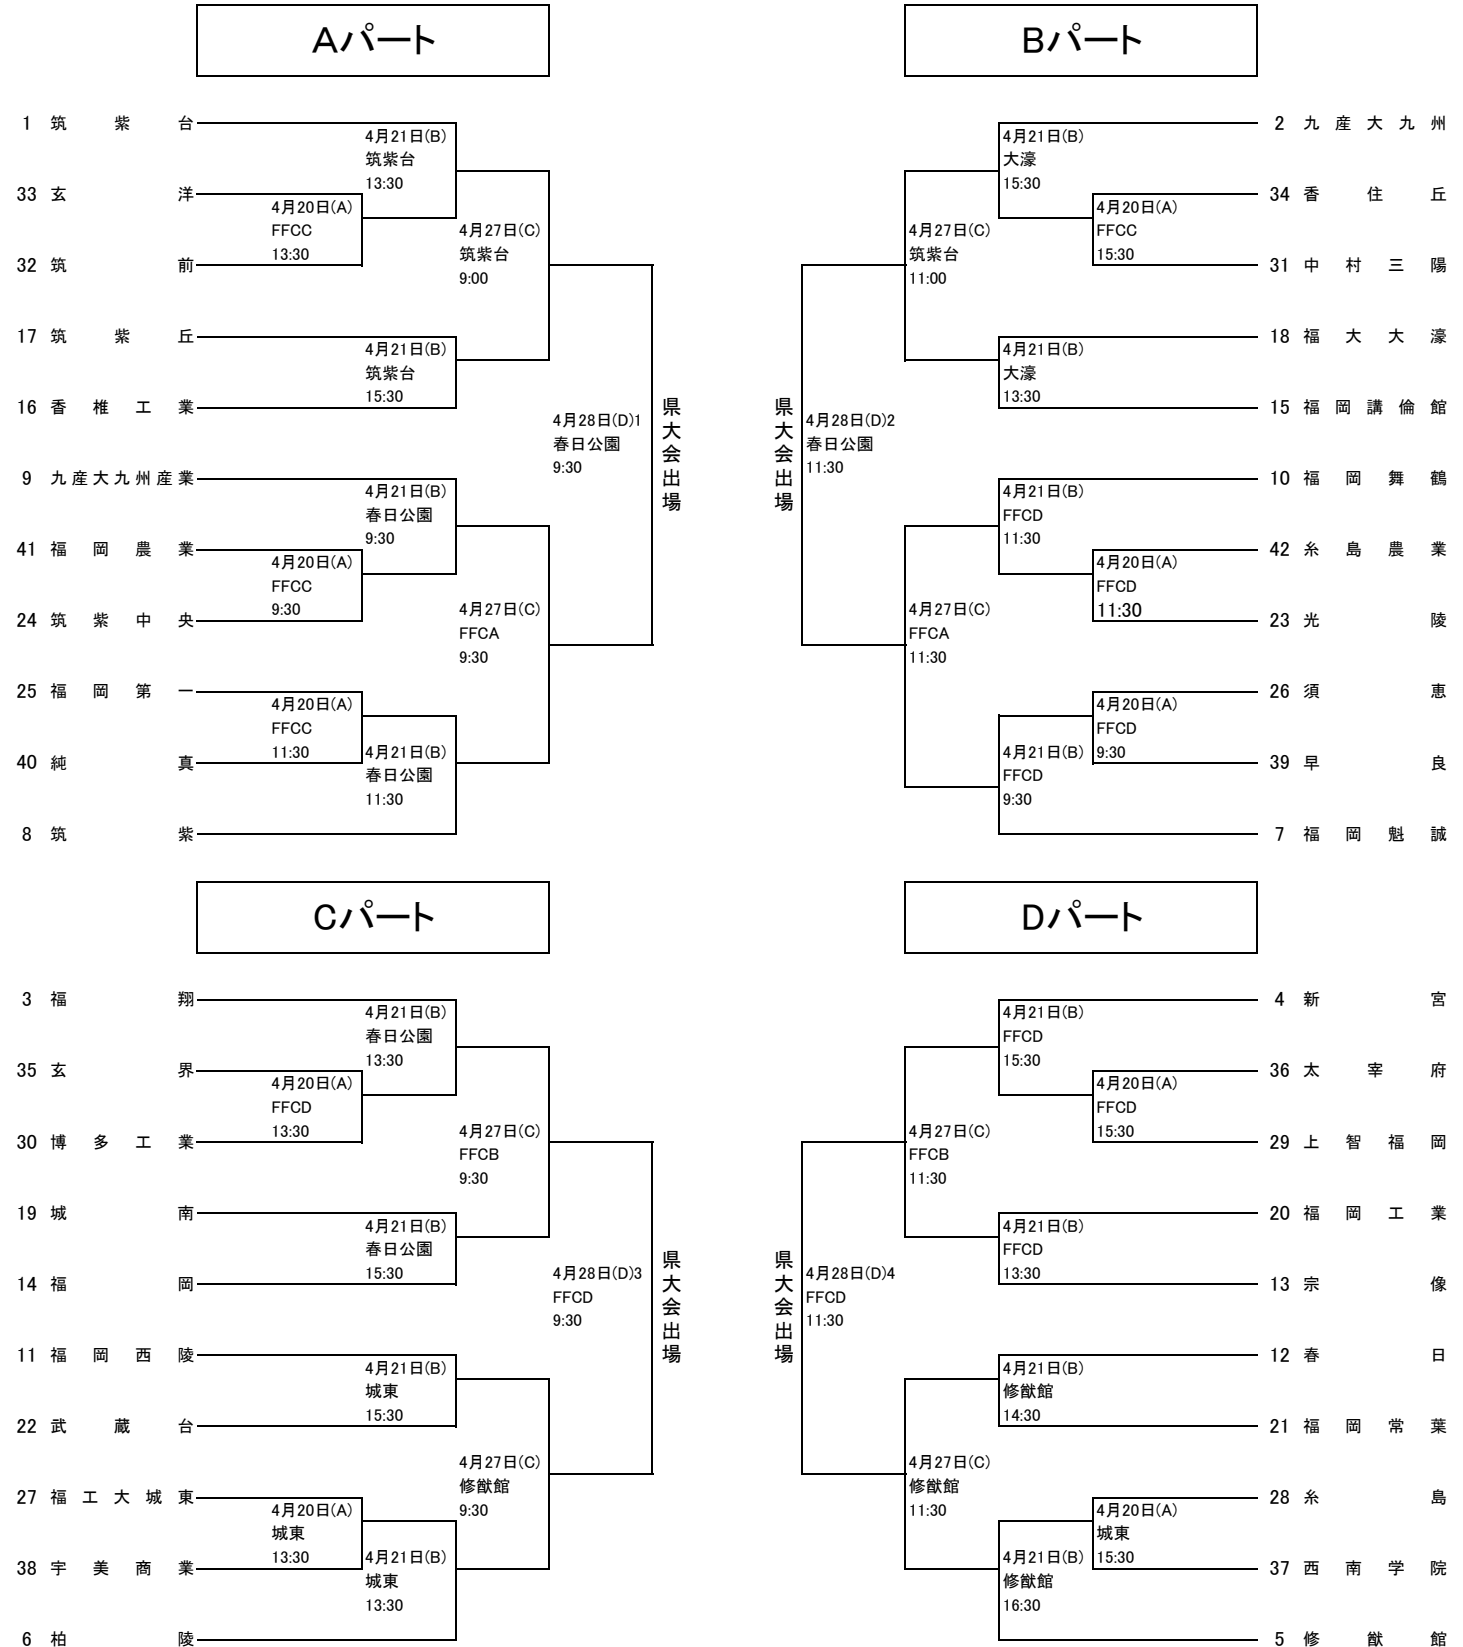 Aパート
1 筑紫台
4月21日(B)
筑紫台
13:30
33 玄洋
4月20日(A)
FFCC
13:30
32 筑前
4月27日(C)
筑紫台
9:00
17 筑紫丘
4月21日(B)
筑紫台
15:30
16 香椎工業
4月28日(D)1
春日公園
9:30
県大会出場
9 九産大九州産業
4月21日(B)
春日公園
9:30
41 福岡農業
4月20日(A)
FFCC
9:30
24 筑紫中央
4月27日(C)
FFCA
9:30
25 福岡第一
4月20日(A)
FFCC
11:30
40 純真
4月21日(B)
春日公園
11:30
8 筑紫
Bパート
2 九産大九州
4月21日(B)
大濠
15:30
34 香住丘
4月20日(A)
FFCC
15:30
31 中村三陽
4月27日(C)
筑紫台
11:00
18 福大大濠
4月21日(B)
大濠
13:30
15 福岡講倫館
県大会出場
4月28日(D)2
春日公園
11:30
10 福岡舞鶴
4月21日(B)
FFCD
11:30
42 糸島農業
4月20日(A)
FFCD
11:30
23 光陵
4月27日(C)
FFCA
11:30
26 須恵
4月20日(A)
FFCD
9:30
39 早良
4月21日(B)
FFCD
9:30
7 福岡魁誠
Cパート
3 福翔
4月21日(B)
春日公園
13:30
35 玄界
4月20日(A)
FFCD
13:30
30 博多工業
4月27日(C)
FFCB
9:30
19 城南
4月21日(B)
春日公園
15:30
14 福岡
4月28日(D)3
FFCD
9:30
県大会出場
11 福岡西陵
4月21日(B)
城東
15:30
22 武蔵台
4月27日(C)
修猷館
9:30
27 福工大城東
4月20日(A)
城東
13:30
38 宇美商業
4月21日(B)
城東
13:30
6 柏陵
Dパート
4 新宮
4月21日(B)
FFCD
15:30
36 太宰府
4月20日(A)
FFCD
15:30
29 上智福岡
4月27日(C)
FFCB
11:30
20 福岡工業
4月21日(B)
FFCD
13:30
13 宗像
県大会出場
4月28日(D)4
FFCD
11:30
12 春日
4月21日(B)
修猷館
14:30
21 福岡常葉
4月27日(C)
修猷館
11:30
28 糸島
4月20日(A)
城東
15:30
37 西南学院
4月21日(B)
修猷館
16:30
5 修猷館